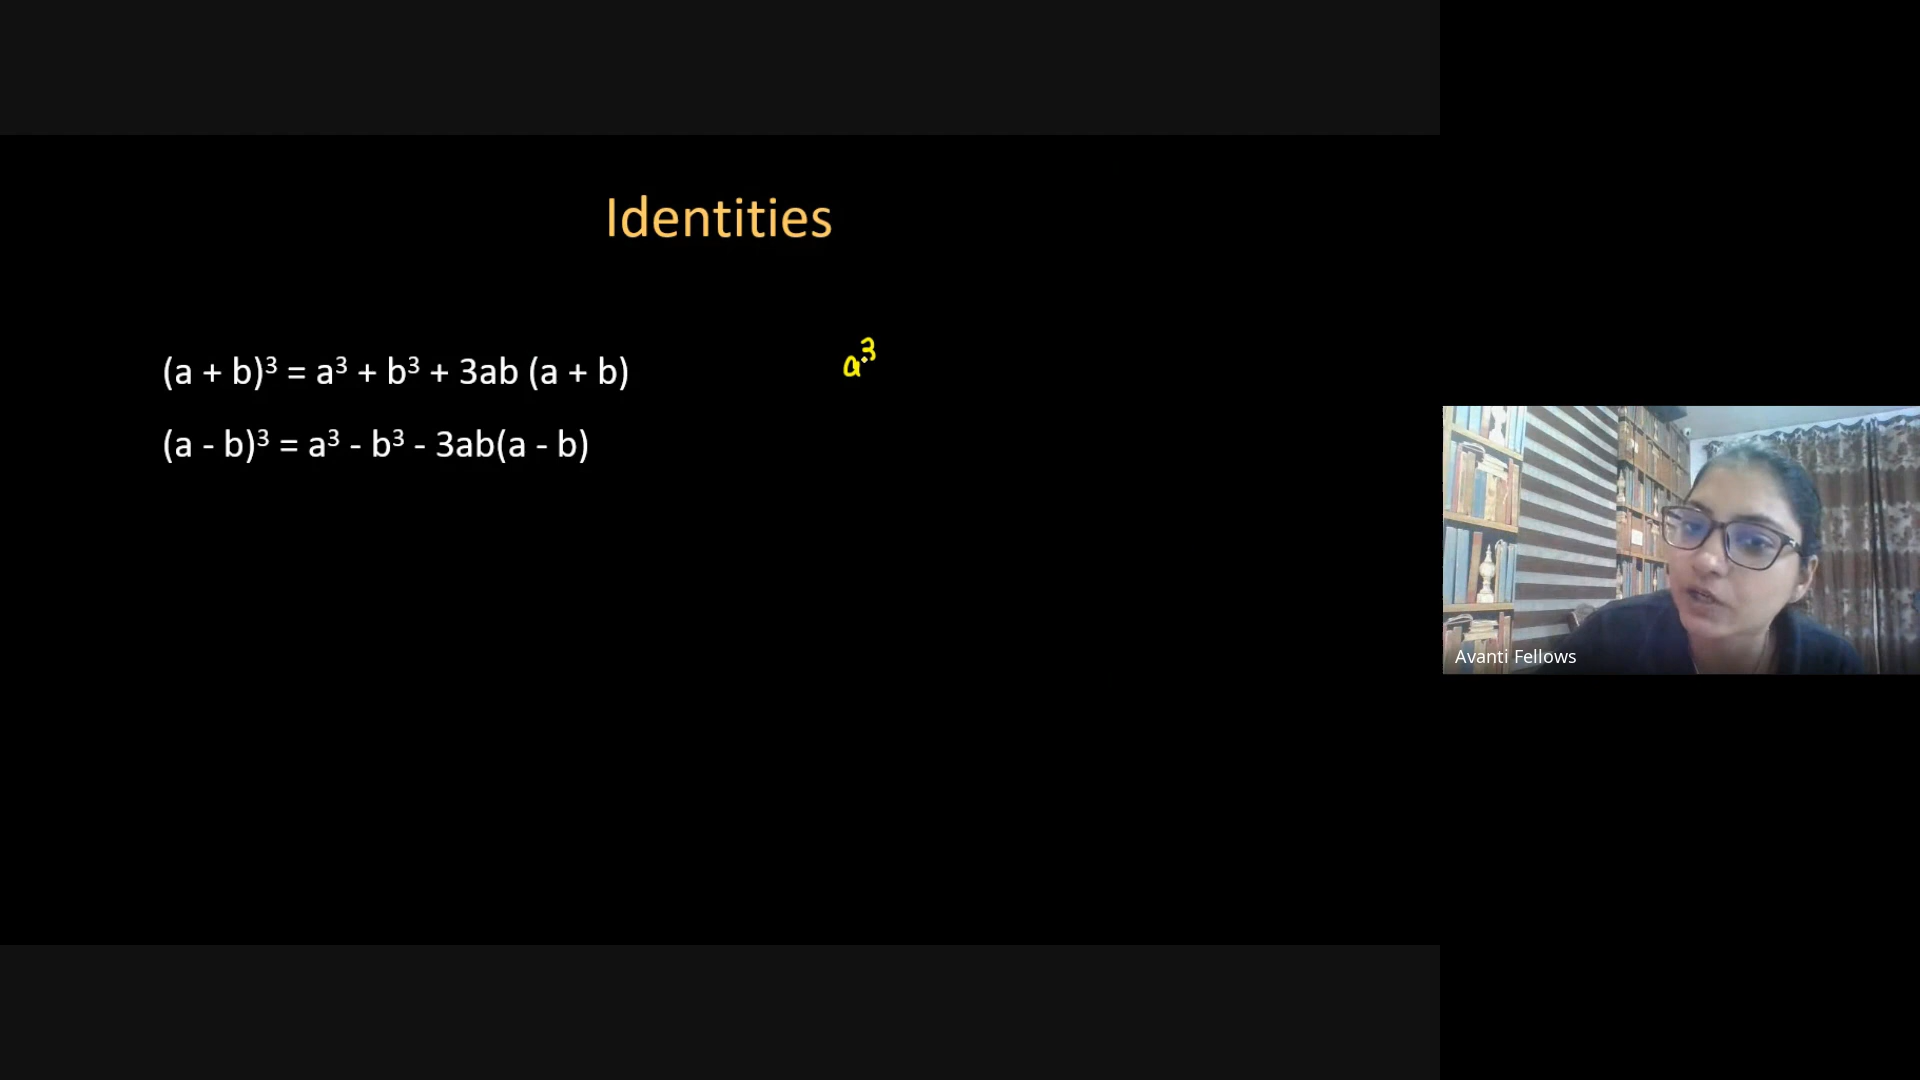 Identities
(a + b)³ = a³ + b³ + 3ab (a + b)
a³
(a - b)³ = a³ - b³ - 3ab(a - b)
Avanti Fellows